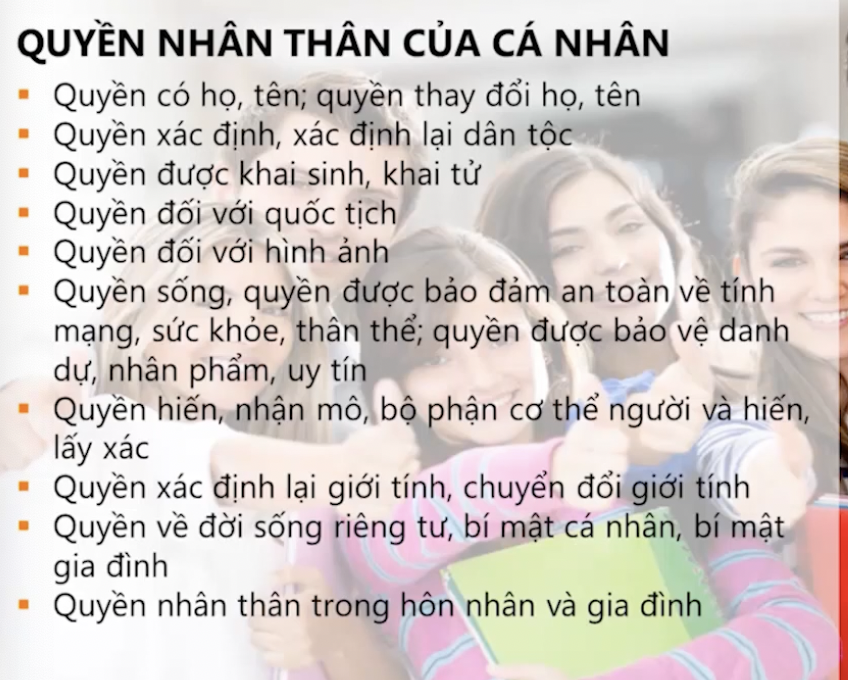 QUYỀN NHÂN THÂN CỦA CÁ NHÂN
▪ Quyền có họ, tên; quyền thay đổi họ, tên
▪ Quyền xác định, xác định lại dân tộc
▪ Quyền được khai sinh, khai tử
▪ Quyền đối với quốc tịch
▪ Quyền đối với hình ảnh
▪ Quyền sống, quyền được bảo đảm an toàn về tính
mạng, sức khỏe, thân thể; quyền được bảo vệ danh
dự, nhân phẩm, uy tín
▪ Quyền hiến, nhận mô, bộ phận cơ thể người và hiến,
lấy xác
▪ Quyền xác định lại giới tính, chuyển đổi giới tính
▪ Quyền về đời sống riêng tư, bí mật cá nhân, bí mật
gia đình
▪ Quyền nhân thân trong hôn nhân và gia đình